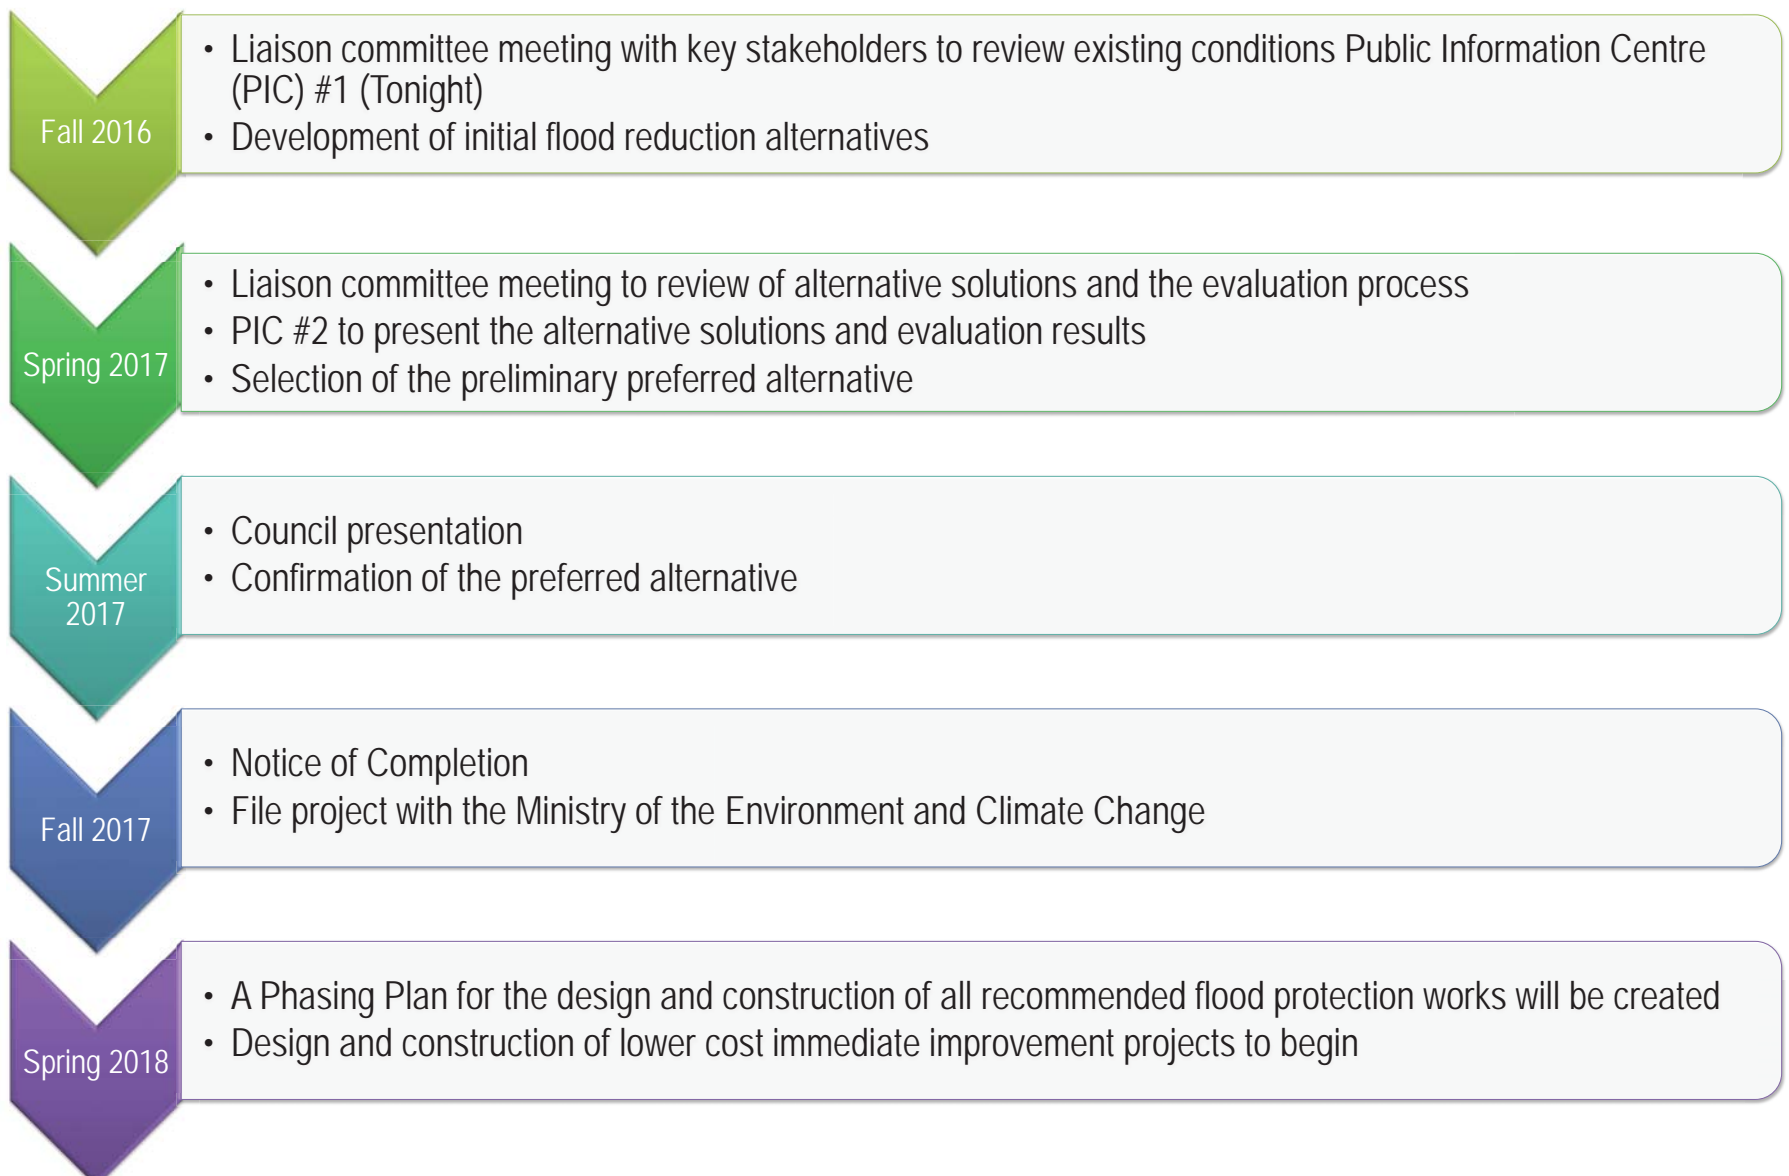 Fall 2016
• Liaison committee meeting with key stakeholders to review existing conditions Public Information Centre
(PIC) #1 (Tonight)
• Development of initial flood reduction alternatives
Spring 2017
• Liaison committee meeting to review of alternative solutions and the evaluation process
• PIC #2 to present the alternative solutions and evaluation results
• Selection of the preliminary preferred alternative
Summer
2017
• Council presentation
• Confirmation of the preferred alternative
Fall 2017
• Notice of Completion
• File project with the Ministry of the Environment and Climate Change
Spring 2018
• A Phasing Plan for the design and construction of all recommended flood protection works will be created
• Design and construction of lower cost immediate improvement projects to begin